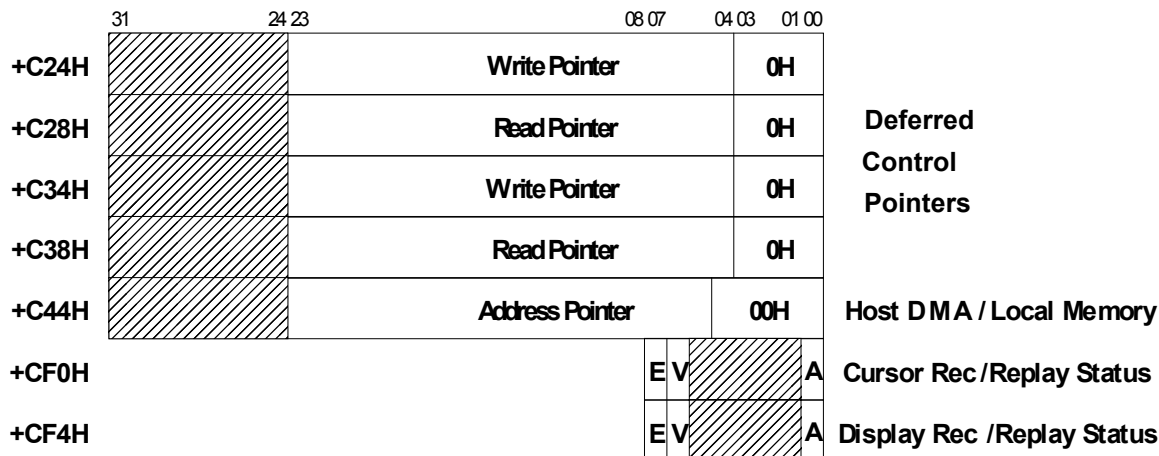 31 24 23 08 07 04 03 01 00
+C24H Write Pointer 0H
+C28H Read Pointer 0H Deferred
+C34H Write Pointer 0H Control
+C38H Read Pointer 0H Pointers
+C44H Address Pointer 00H Host DMA / Local Memory
+CF0H E V A Cursor Rec /Replay Status
+CF4H E V A Display Rec /Replay Status